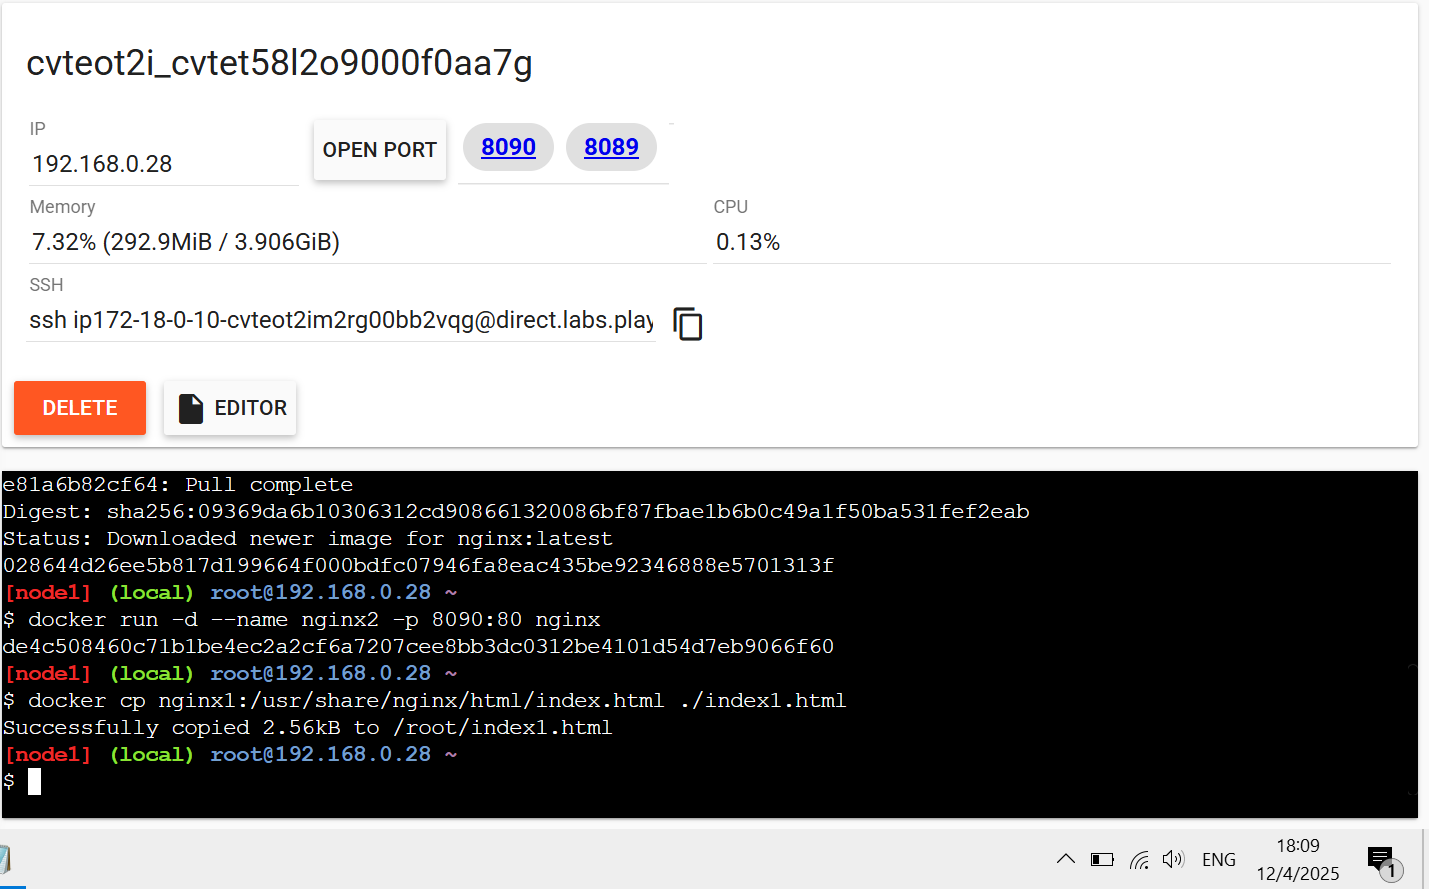 cvteot2i_cvtet58l2o9000f0aa7g
IP
192.168.0.28
OPEN PORT
8090
8089
Memory
7.32% (292.9MiB / 3.906GiB)
CPU
0.13%
SSH
ssh ip172-18-0-10-cvteot2im2rg00bb2vqg@direct.labs.play
DELETE
EDITOR
e81a6b82cf64: Pull complete
Digest: sha256:09369da6b10306312cd908661320086bf87fbae1b6b0c49a1f50ba531fef2eab
Status: Downloaded newer image for nginx:latest
028644d26ee5b817d199664f000bdfc07946fa8eac435be92346888e5701313f
[node1] (local) root@192.168.0.28 ~
$ docker run -d --name nginx2 -p 8090:80 nginx
de4c508460c71b1be4ec2a2cf6a7207cee8bb3dc0312be4101d54d7eb9066f60
[node1] (local) root@192.168.0.28 ~
$ docker cp nginx1:/usr/share/nginx/html/index.html ./index1.html
Successfully copied 2.56kB to /root/index1.html
[node1] (local) root@192.168.0.28 ~
$
ENG
18:09
12/4/2025
1